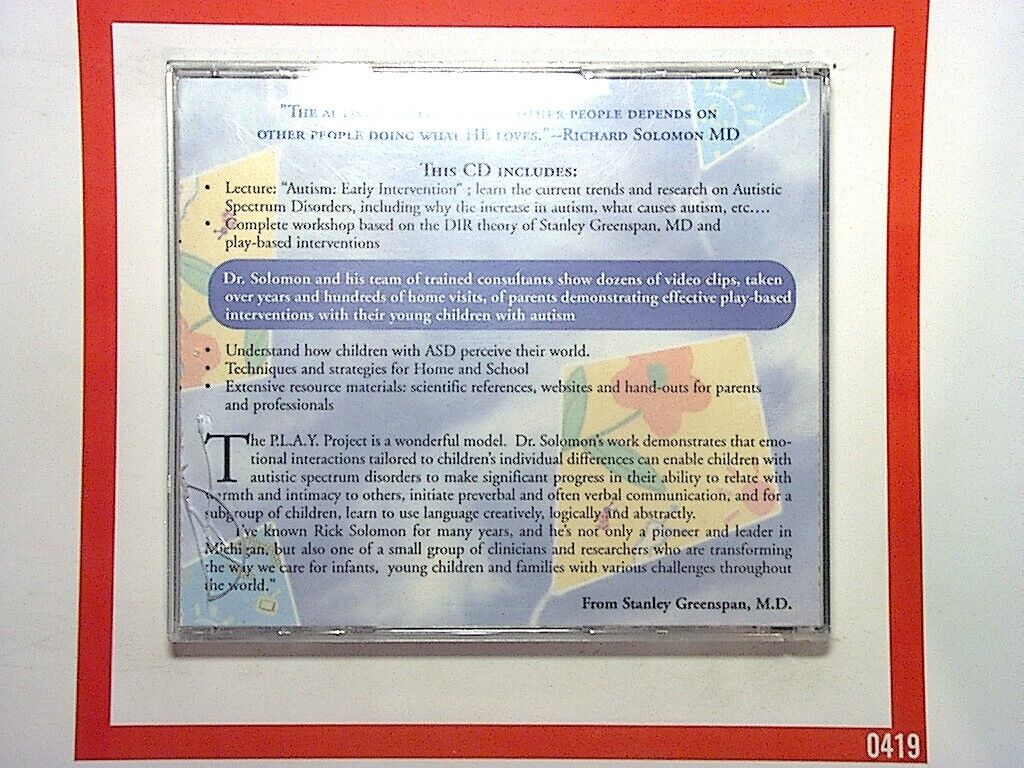 "The OTHER PEOPLE DEPENDS ON
OTHER PEOPLE DOING WHAT HE LOVES."--RICHARD SOLOMON MD
THIS CD INCLUDES:
• Lecture: "Autism: Early Intervention" ; learn the current trends and research on Autistic
Spectrum Disorders, including why the increase in autism, what causes autism, etc....
• Complete workshop based on the DIR theory of Stanley Greenspan, MD and
play-based interventions
Dr. Solomon and his team of trained consultants show dozens of video clips, taken
over years and hundreds of home visits, of parents demonstrating effective play-based
interventions with their young children with autism
• Understand how children with ASD perceive their world.
• Techniques and strategies for Home and School
• Extensive resource materials: scientific references, websites and hand-outs for parents
and professionals
The P.L.A.Y. Project is a wonderful model. Dr. Solomon's work demonstrates that emo-
tional interactions tailored to children's individual differences can enable children with
autistic spectrum disorders to make significant progress in their ability to relate with
warmth and intimacy to others, initiate preverbal and often verbal communication, and for a
subgroup of children, learn to use language creatively, logically and abstractly.
I've known Rick Solomon for many years, and he's not only a pioneer and leader in
Michigan, but also one of a small group of clinicians and researchers who are transforming
the way we care for infants, young children and families with various challenges throughout
the world."
From Stanley Greenspan, M.D.
0419